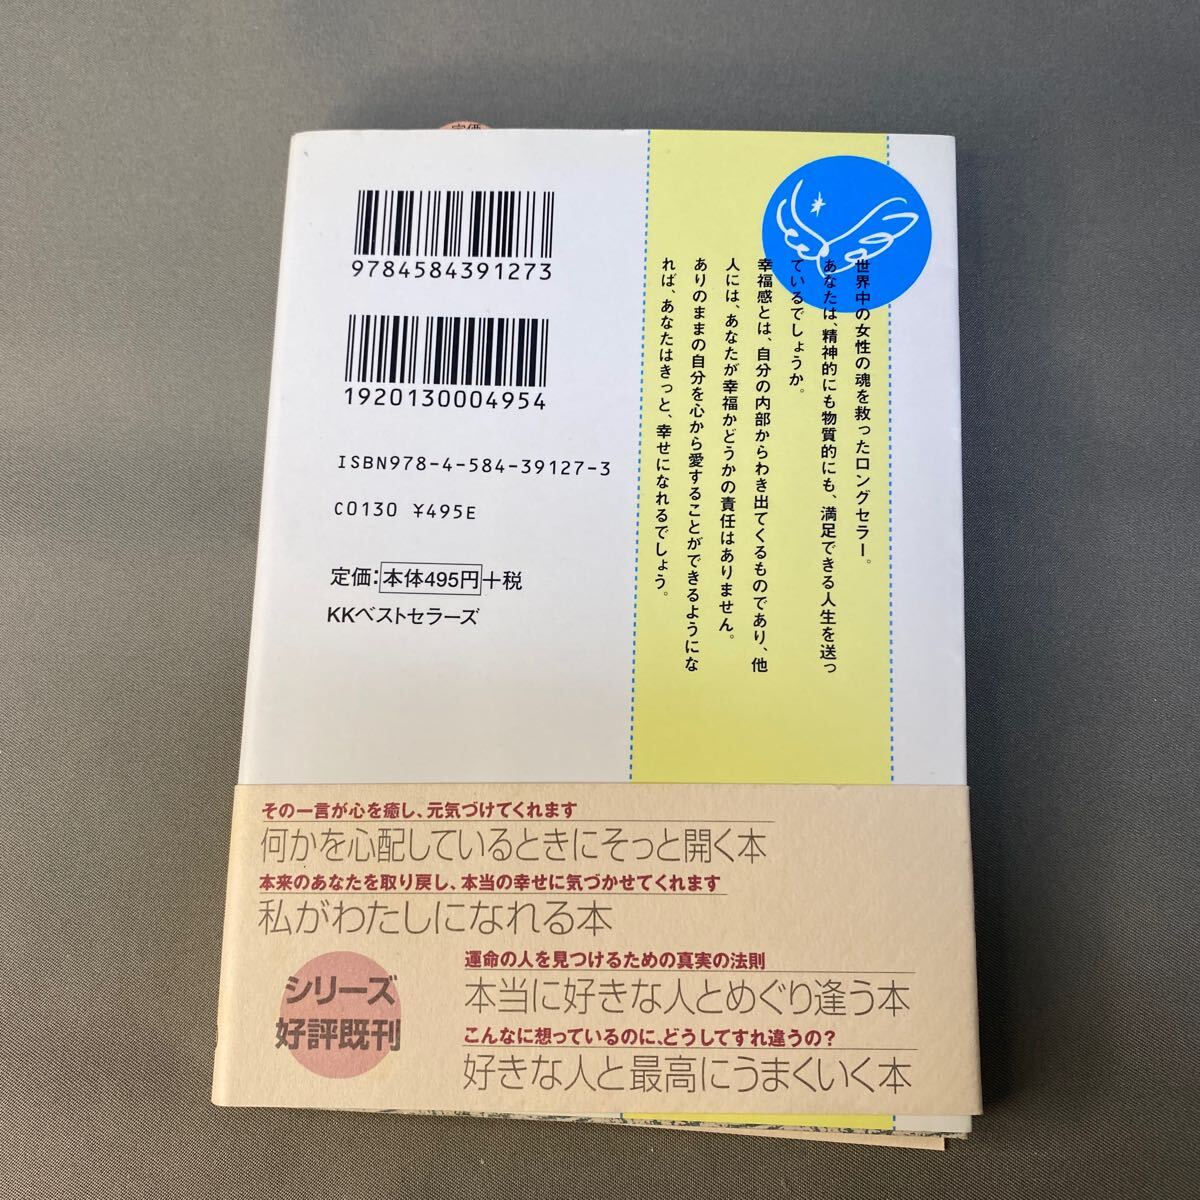 定価
9784584391273
1920130004954
ISBN978-4-584-39127-3
C0130 ¥495E
定価:本体495円+税
KKベストセラーズ
世界中の女性の魂を救ったロングセラー。
あなたは、精神的にも物質的にも、満足できる人生を送っ
ているでしょうか。
幸福感とは、自分の内部からわき出てくるものであり、他
人には、あなたが幸福かどうかの責任はありません。
ありのままの自分を心から愛することができるようにな
れば、あなたはきっと、幸せになれるでしょう。
その一言が心を癒し、元気づけてくれます
何かを心配しているときにそっと開く本
本来のあなたを取り戻し、本当の幸せに気づかせてくれます
私がわたしになれる本
シリーズ
好評既刊
運命の人を見つけるための真実の法則
本当に好きな人とめぐり逢う本
こんなに想っているのに、どうしてすれ違うの?
好きな人と最高にうまくいく本